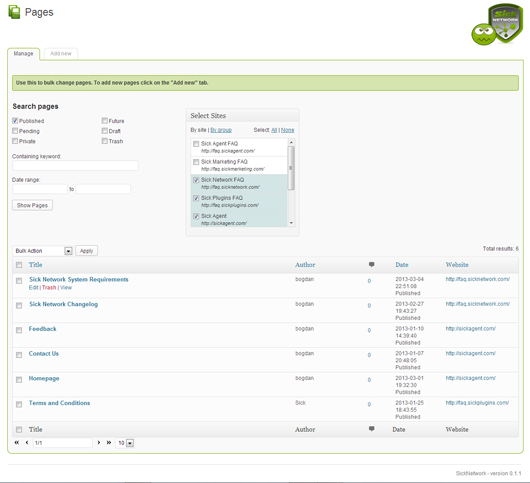 Pages
Sick
NETWORK
Manage
Add new
Use this to bulk change pages. To add new pages click on the "Add new" tab.
Search pages
Published
Future
Pending
Draft
Private
Trash
Containing keyword:
Date range:
to
Show Pages
Select Sites
By site | By group
Select: All | None
Sick Agent FAQ
http://faq.sickagent.com/
Sick Marketing FAQ
http://faq.sickmarketing.com/
Sick Network FAQ
http://faq.sicknetwork.com/
Sick Plugins FAQ
http://faq.sickplugins.com/
Sick Agent
http://sickagent.com/
Bulk Action
Apply
Total results: 6
Title Author Date Website
Sick Network System Requirements bogdan 0 2013-03-04 22:51:08 Published http://faq.sicknetwork.com/
Edit | Trash | View
Sick Network Changelog bogdan 0 2013-02-27 19:43:27 Published http://faq.sicknetwork.com/
Feedback bogdan 0 2013-01-10 14:39:40 Published http://sickagent.com/
Contact Us bogdan 0 2013-01-07 20:48:05 Published http://sickagent.com/
Homepage bogdan 0 2013-03-01 19:32:30 Published http://sickagent.com/
Terms and Conditions Sick 0 2013-01-25 18:43:55 Published http://faq.sickplugins.com/
Title Author Date Website
1/1
10
SickNetwork - version 0.1.1